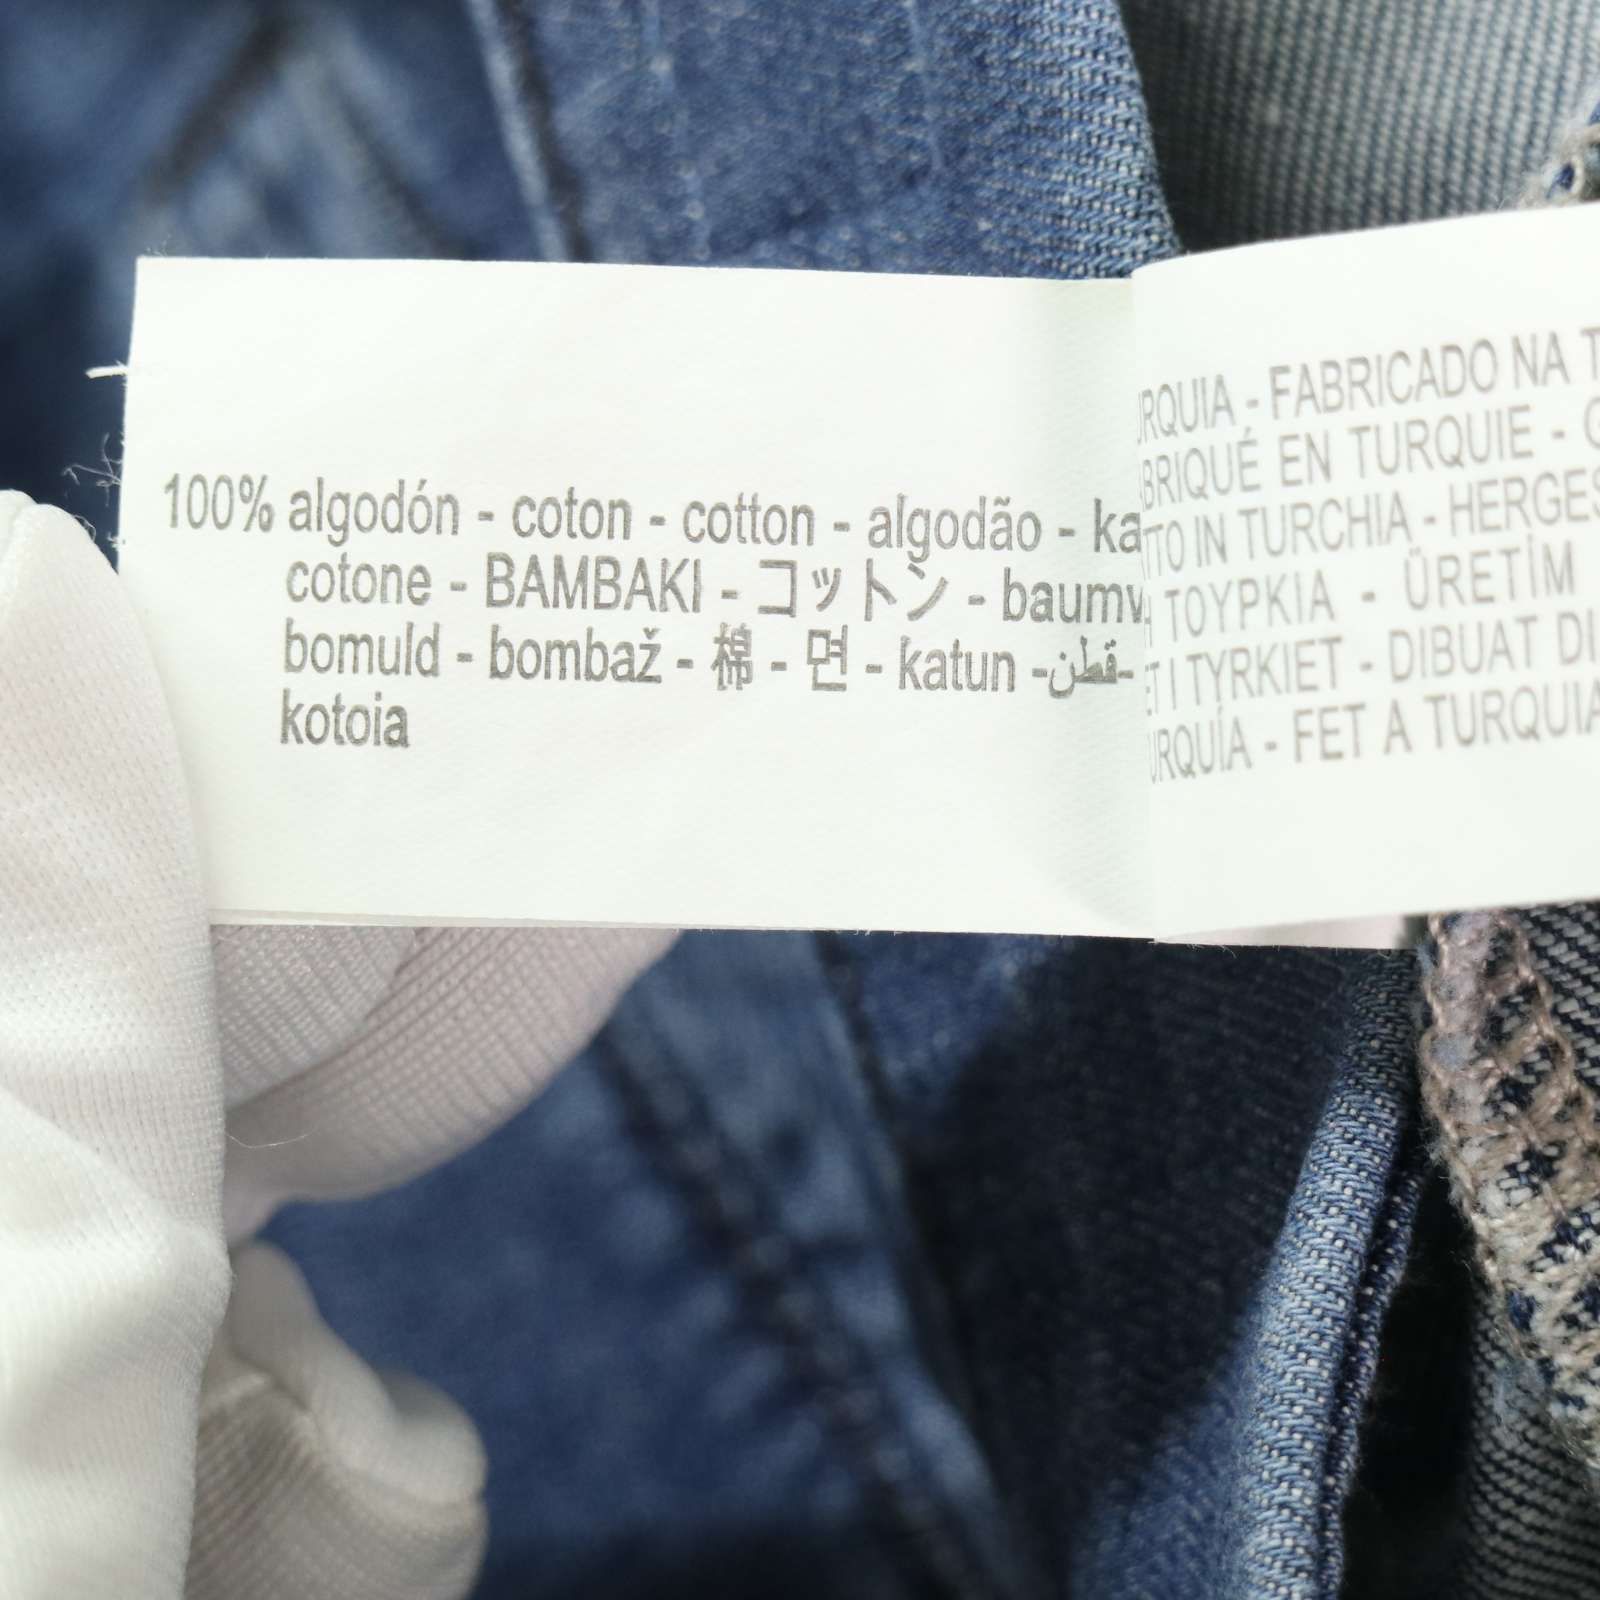 100% algodón - coton - cotton - algodão - ka
cotone - BAMBAKI - コットン - baumv
bomuld - bombaž - 棉 - 면 - katun -قطن-
kotoia
URQUIA - FABRICADO NA T
BRIQUÉ EN TURQUIE - G
TTO IN TURCHIA - HERGES
TOYPKIA - ÜRETİM
ET I TYRKIET - DIBUAT DI
URQUÍA - FET A TURQUIA